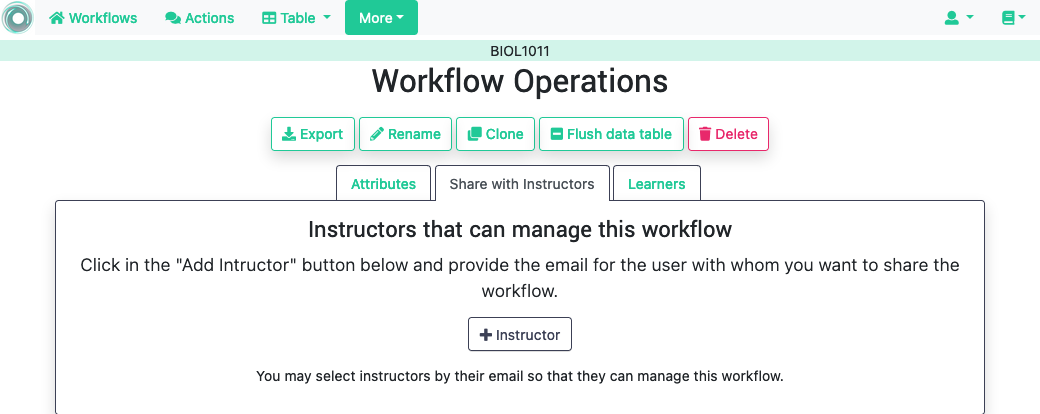 Workflows Actions Table More
BIOL1011
Workflow Operations
Export Rename Clone Flush data table Delete
Attributes Share with Instructors Learners
Instructors that can manage this workflow
Click in the "Add Intructor" button below and provide the email for the user with whom you want to share the
workflow.
Instructor
You may select instructors by their email so that they can manage this workflow.